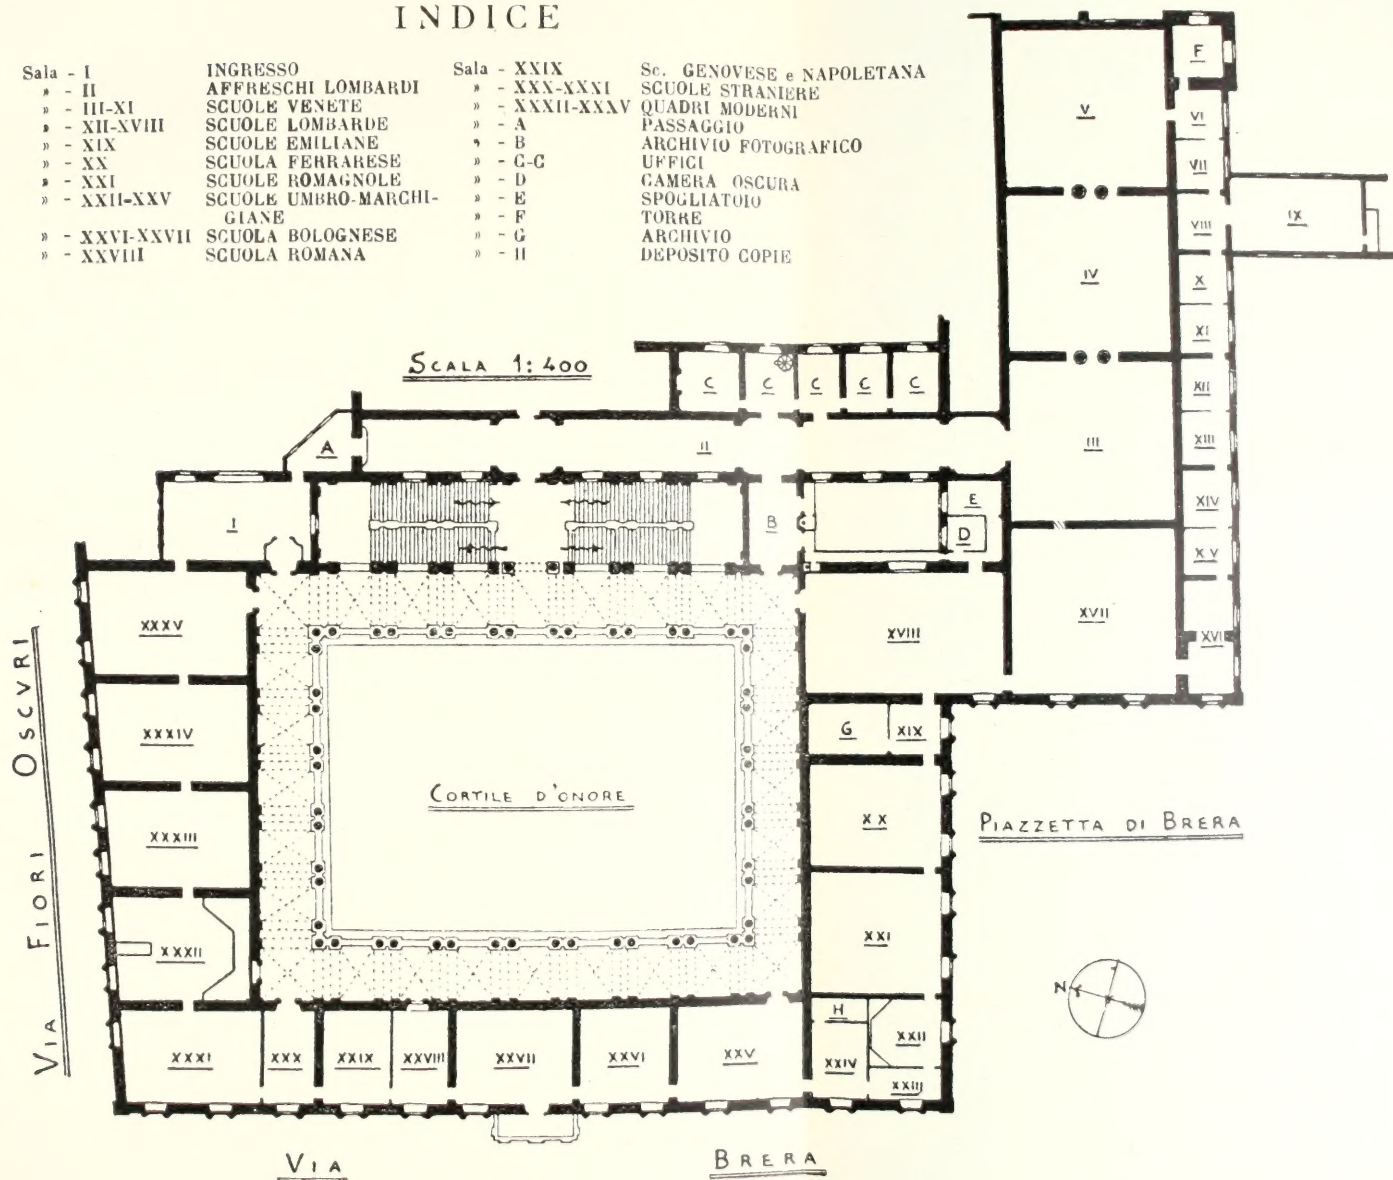 INDICE
Sala - I INGRESSO
» - II AFFRESCHI LOMBARDI
» - III-XI SCUOLE VENETE
» - XII-XVIII SCUOLE LOMBARDE
» - XIX SCUOLE EMILIANE
» - XX SCUOLA FERRARESE
» - XXI SCUOLE ROMAGNOLE
» - XXII-XXV SCUOLE UMBRO-MARCHI-
GIANE
» - XXVI-XXVII SCUOLA BOLOGNESE
» - XXVIII SCUOLA ROMANA
Sala - XXIX Sc. GENOVESE e NAPOLETANA
» - XXX-XXXI SCUOLE STRANIERE
» - XXXII-XXXV QUADRI MODERNI
» - A PASSAGGIO
» - B ARCHIVIO FOTOGRAFICO
» - C-C UFFICI
» - D CAMERA OSCURA
» - E SPOGLIATOIO
» - F TORRE
» - G ARCHIVIO
» - H DEPOSITO COPIE
F
V
VI
VII
VIII
IX
IV
X
XI
SCALA 1:400
C C C C C
XII
A
II
III
XIII
I
B
E
XIV
D
XV
XXXV
XVIII
XVII
XVI
XXXIV
G
XIX
CORTILE D'ONORE
XXXIII
XX
PIAZZETTA DI BRERA
XXXII
XXI
N
H
XXII
XXXI
XXX
XXIX
XXVIII
XXVII
XXVI
XXV
XXIV
XXIII
VIA FIORI OSCVRI
VIA BRERA